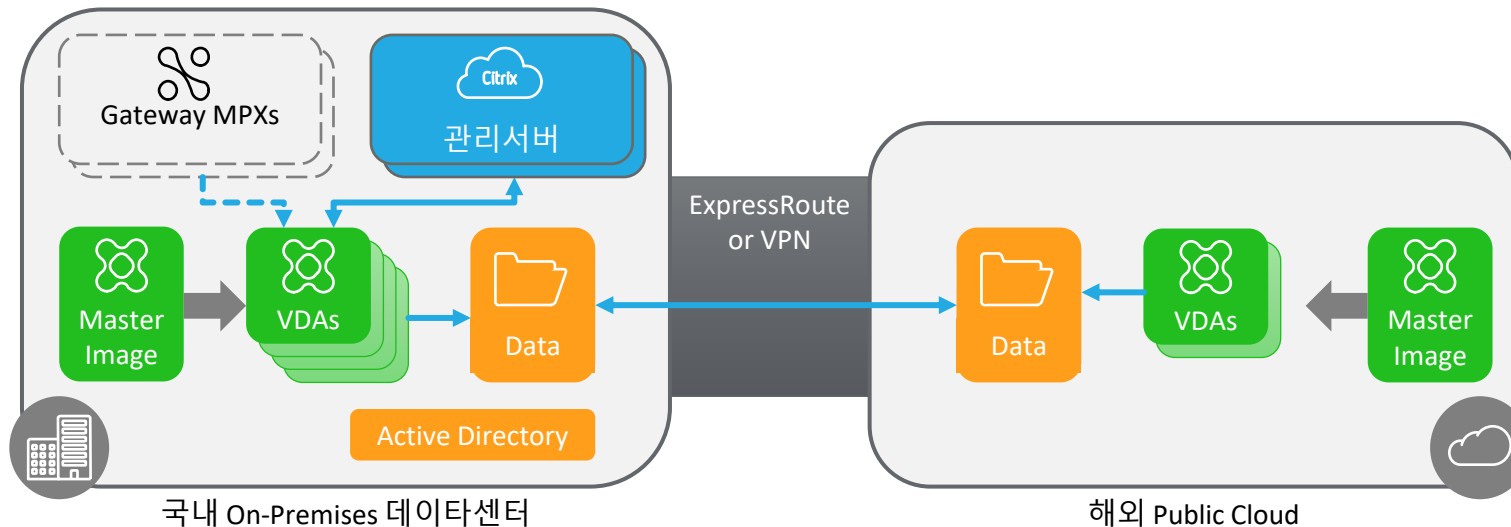 Gateway MPXs
Citrix
관리서버
Master
Image
VDAs
Data
Active Directory
국내 On-Premises 데이타센터
ExpressRoute
or VPN
Data
VDAs
Master
Image
해외 Public Cloud